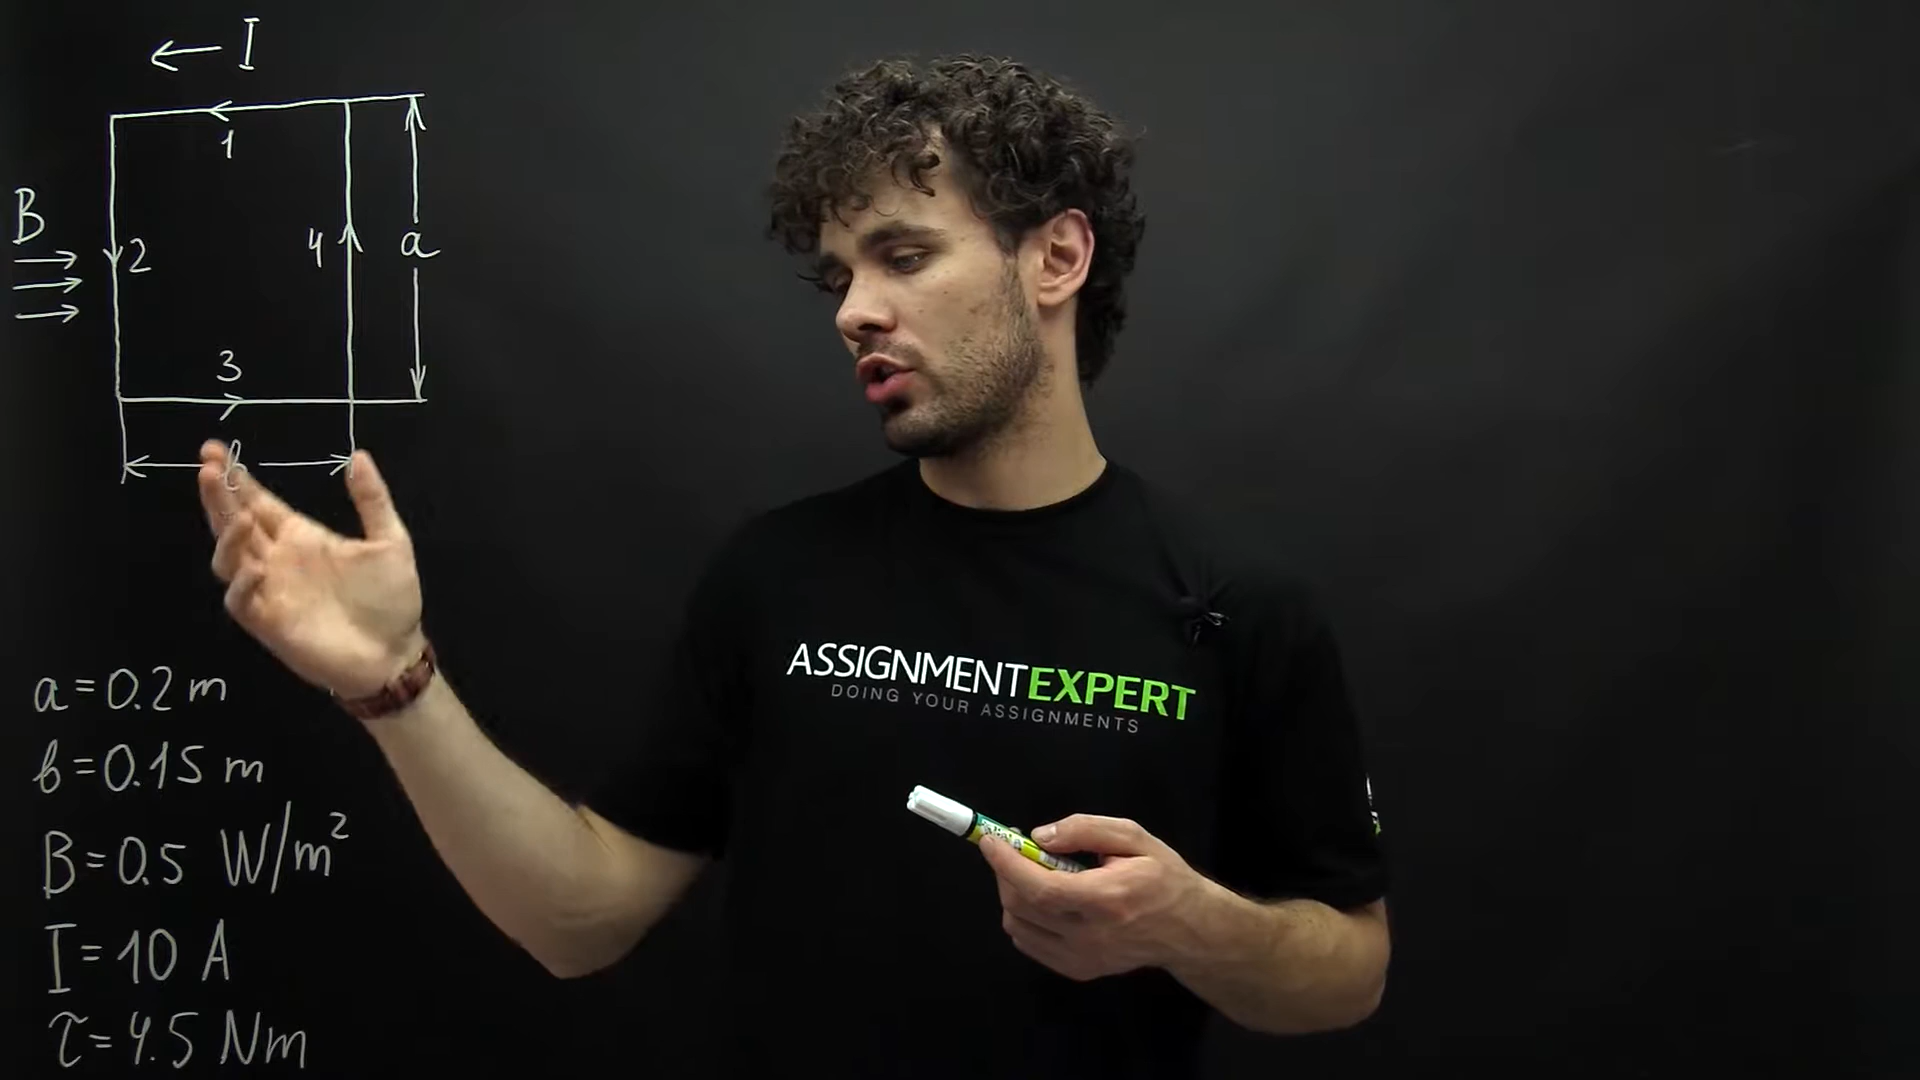 ← I
1
B
2
4
a
3
b
a = 0.2 m
b = 0.15 m
B = 0.5 W/m²
I = 10 A
τ = 4.5 Nm
ASSIGNMENTEXPERT
DOING YOUR ASSIGNMENTS